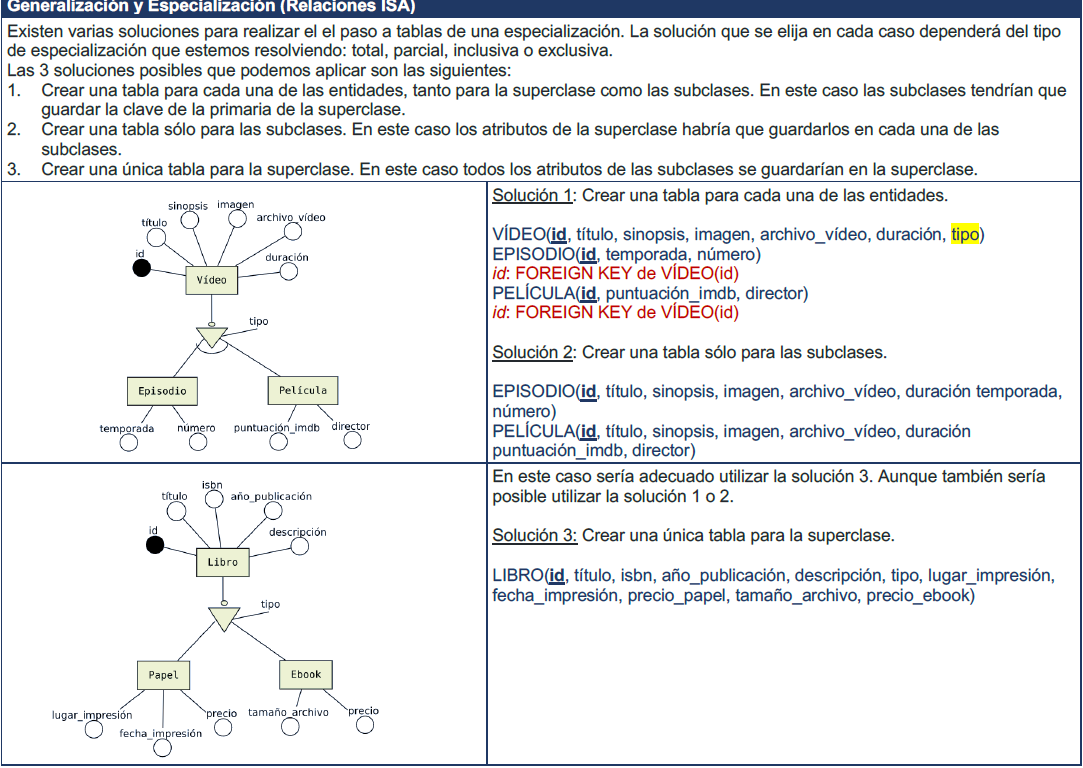 Generalización y Especialización (Relaciones ISA)
Existen varias soluciones para realizar el el paso a tablas de una especialización. La solución que se elija en cada caso dependerá del tipo
de especialización que estemos resolviendo: total, parcial, inclusiva o exclusiva.
Las 3 soluciones posibles que podemos aplicar son las siguientes:
1. Crear una tabla para cada una de las entidades, tanto para la superclase como las subclases. En este caso las subclases tendrían que
guardar la clave de la primaria de la superclase.
2. Crear una tabla sólo para las subclases. En este caso los atributos de la superclase habría que guardarlos en cada una de las
subclases.
3. Crear una única tabla para la superclase. En este caso todos los atributos de las subclases se guardarían en la superclase.
sinopsis imagen
título archivo_vídeo
id duración
Vídeo
tipo
Episodio Película
temporada número puntuación_imdb director
Solución 1: Crear una tabla para cada una de las entidades.
VÍDEO(id, título, sinopsis, imagen, archivo_vídeo, duración, tipo)
EPISODIO(id, temporada, número)
id: FOREIGN KEY de VÍDEO(id)
PELÍCULA(id, puntuación_imdb, director)
id: FOREIGN KEY de VÍDEO(id)
Solución 2: Crear una tabla sólo para las subclases.
EPISODIO(id, título, sinopsis, imagen, archivo_vídeo, duración temporada,
número)
PELÍCULA(id, título, sinopsis, imagen, archivo_vídeo, duración
puntuación_imdb, director)
isbn
título año_publicación
id descripción
Libro
tipo
Papel Ebook
lugar_impresión precio tamaño_archivo precio
fecha_impresión
En este caso sería adecuado utilizar la solución 3. Aunque también sería
posible utilizar la solución 1 o 2.
Solución 3: Crear una única tabla para la superclase.
LIBRO(id, título, isbn, año_publicación, descripción, tipo, lugar_impresión,
fecha_impresión, precio_papel, tamaño_archivo, precio_ebook)